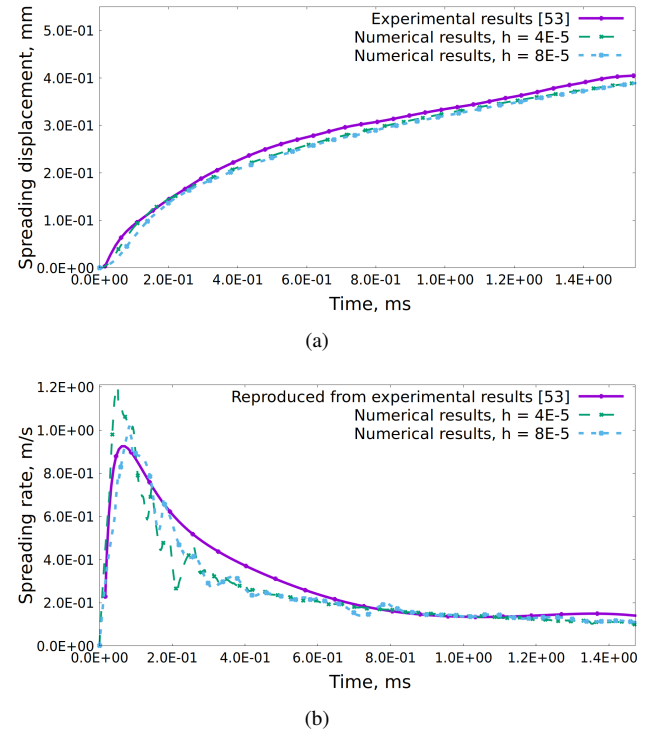 5.0E-01
4.0E-01
3.0E-01
2.0E-01
1.0E-01
0.0E+00
Spreading displacement, mm
Experimental results [53]
Numerical results, h = 4E-5
Numerical results, h = 8E-5
0.0E+00 2.0E-01 4.0E-01 6.0E-01 8.0E-01 1.0E+00 1.2E+00 1.4E+00
Time, ms
(a)
1.2E+00
1.0E+00
8.0E-01
6.0E-01
4.0E-01
2.0E-01
0.0E+00
Spreading rate, m/s
Reproduced from experimental results [53]
Numerical results, h = 4E-5
Numerical results, h = 8E-5
0.0E+00 2.0E-01 4.0E-01 6.0E-01 8.0E-01 1.0E+00 1.2E+00 1.4E+00
Time, ms
(b)